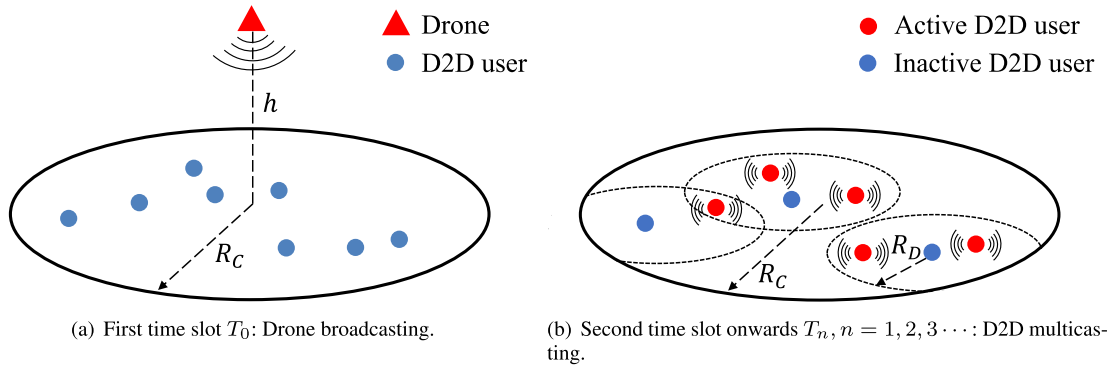 Drone
D2D user
h
R_C
(a) First time slot T_0: Drone broadcasting.
Active D2D user
Inactive D2D user
R_D
R_C
(b) Second time slot onwards T_n, n = 1, 2, 3 ⋯: D2D multicas-
ting.